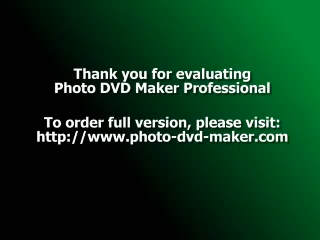 Thank you for evaluating
Photo DVD Maker Professional
To order full version, please visit:
http://www.photo-dvd-maker.com